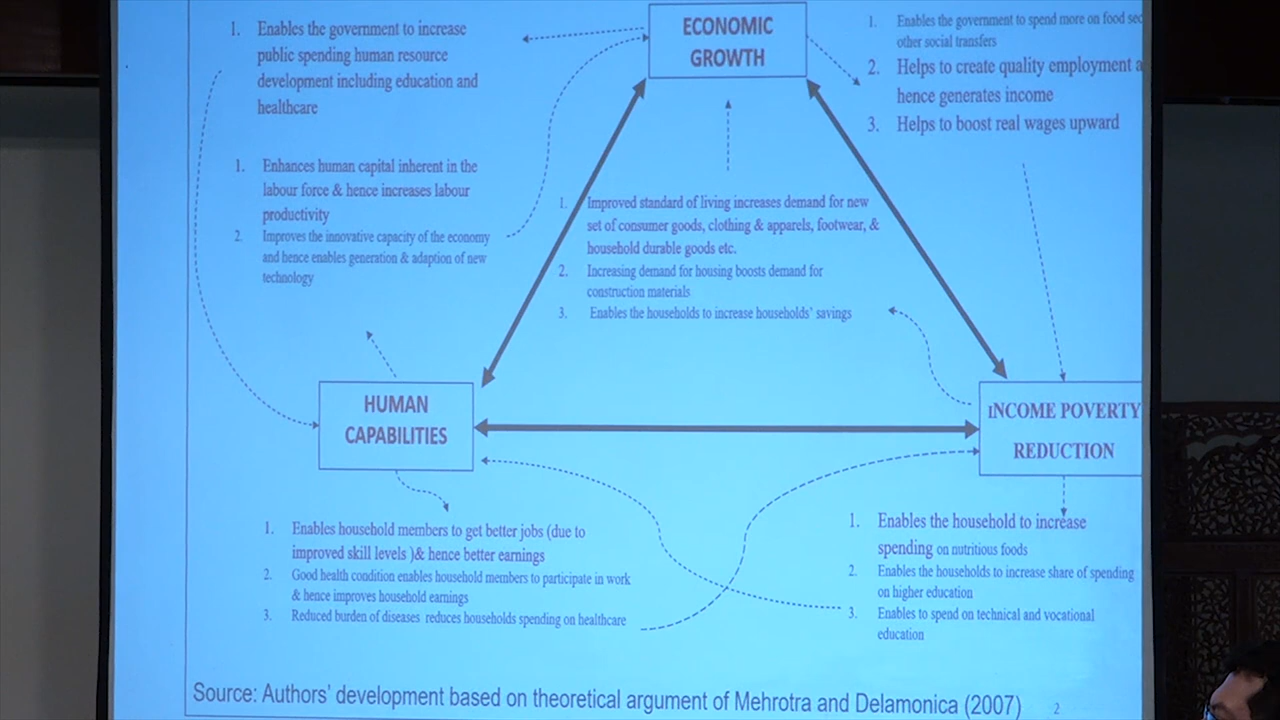 ECONOMIC
GROWTH
1. Enables the government to increase
public spending human resource
development including education and
healthcare
1. Enables the government to spend more on food sec
other social transfers
2. Helps to create quality employment a
hence generates income
3. Helps to boost real wages upward
1. Enhances human capital inherent in the
labour force & hence increases labour
productivity
2. Improves the innovative capacity of the economy
and hence enables generation & adaption of new
technology
1. Improved standard of living increases demand for new
set of consumer goods, clothing & apparels, footwear, &
household durable goods etc.
2. Increasing demand for housing boosts demand for
construction materials
3. Enables the households to increase households' savings
HUMAN
CAPABILITIES
INCOME POVERTY
REDUCTION
1. Enables household members to get better jobs (due to
improved skill levels )& hence better earnings
2. Good health condition enables household members to participate in work
& hence improves household earnings
3. Reduced burden of diseases reduces households spending on healthcare
1. Enables the household to increase
spending on nutritious foods
2. Enables the households to increase share of spending
on higher education
3. Enables to spend on technical and vocational
education
Source: Authors' development based on theoretical argument of Mehrotra and Delamonica (2007)
2